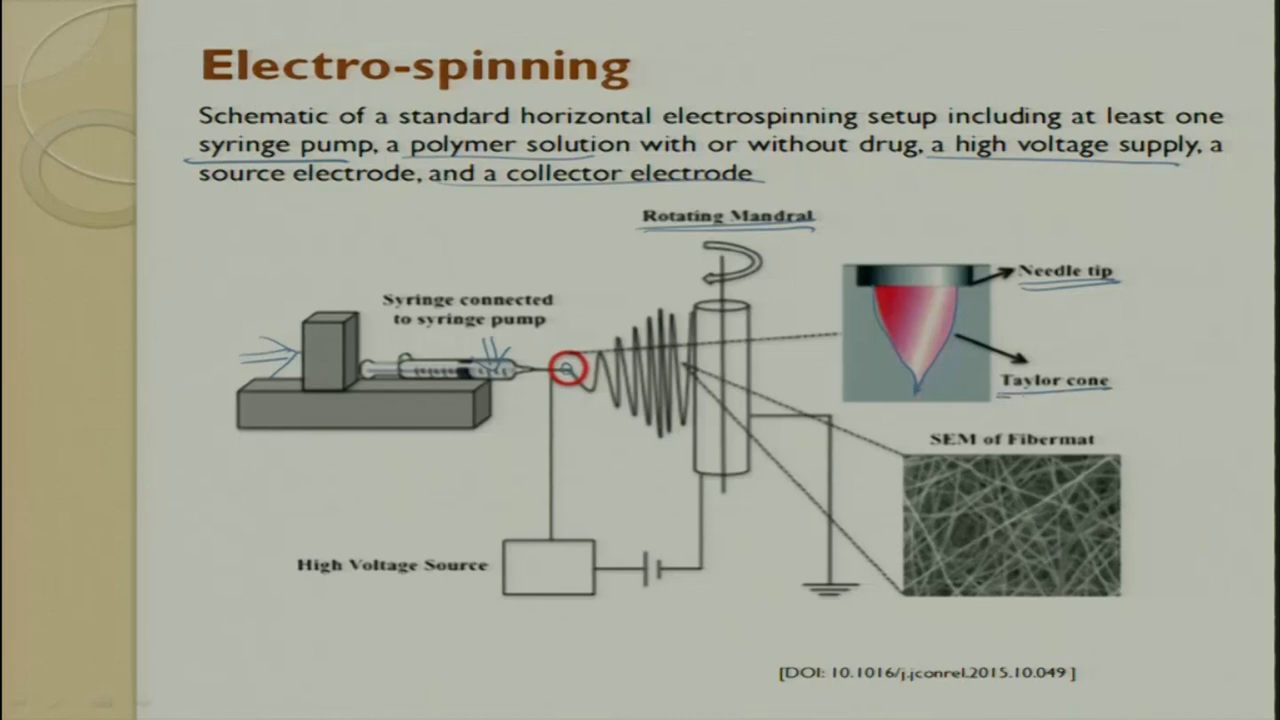 Electro-spinning
Schematic of a standard horizontal electrospinning setup including at least one
syringe pump, a polymer solution with or without drug, a high voltage supply, a
source electrode, and a collector electrode
Rotating Mandral
Needle tip
Syringe connected
to syringe pump
Taylor cone
SEM of Fibermat
High Voltage Source
[DOI: 10.1016/j.jconrel.2015.10.049 ]